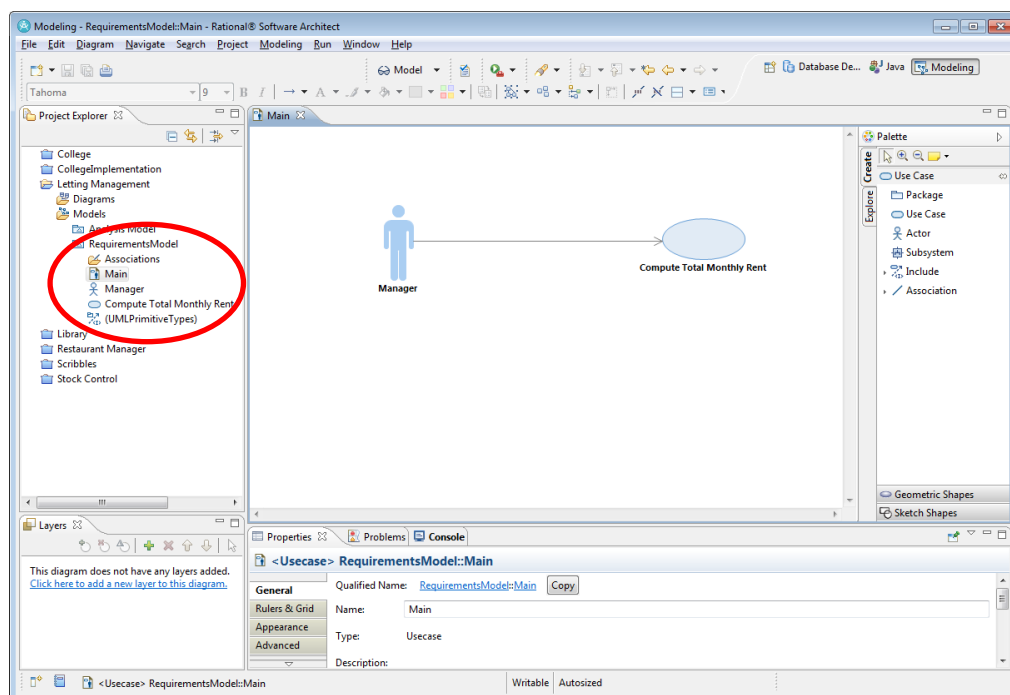 Modeling - RequirementsModel::Main - Rational® Software Architect
File Edit Diagram Navigate Search Project Modeling Run Window Help
Model
Database De... Java Modeling
Tahoma 9 B I A
Project Explorer
College
CollegeImplementation
Letting Management
Diagrams
Models
Analysis Model
RequirementsModel
Associations
Main
Manager
Compute Total Monthly Rent
(UMLPrimitiveTypes)
Library
Restaurant Manager
Scribbles
Stock Control
Main
Manager
Compute Total Monthly Rent
Palette
Create
Explore
Use Case
Package
Use Case
Actor
Subsystem
Include
Association
Geometric Shapes
Sketch Shapes
Layers
This diagram does not have any layers added.
Click here to add a new layer to this diagram.
Properties Problems Console
<Usecase> RequirementsModel::Main
General
Rulers & Grid
Appearance
Advanced
Qualified Name: RequirementsModel::Main Copy
Name: Main
Type: Usecase
Description:
<Usecase> RequirementsModel::Main
Writable Autosized